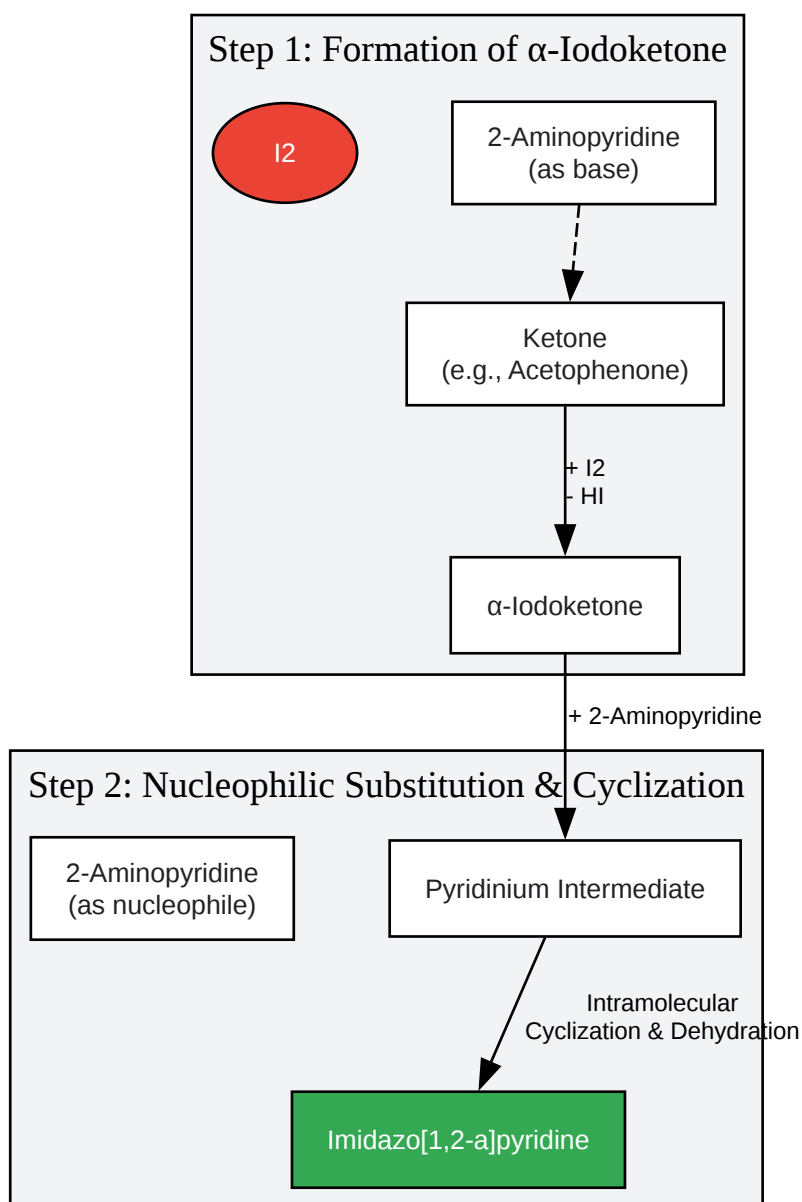 Step 1: Formation of α-Iodoketone
I2
2-Aminopyridine
(as base)
Ketone
(e.g., Acetophenone)
+ I2
- HI
α-Iodoketone
+ 2-Aminopyridine
Step 2: Nucleophilic Substitution & Cyclization
2-Aminopyridine
(as nucleophile)
Pyridinium Intermediate
Intramolecular
Cyclization & Dehydration
Imidazo[1,2-a]pyridine